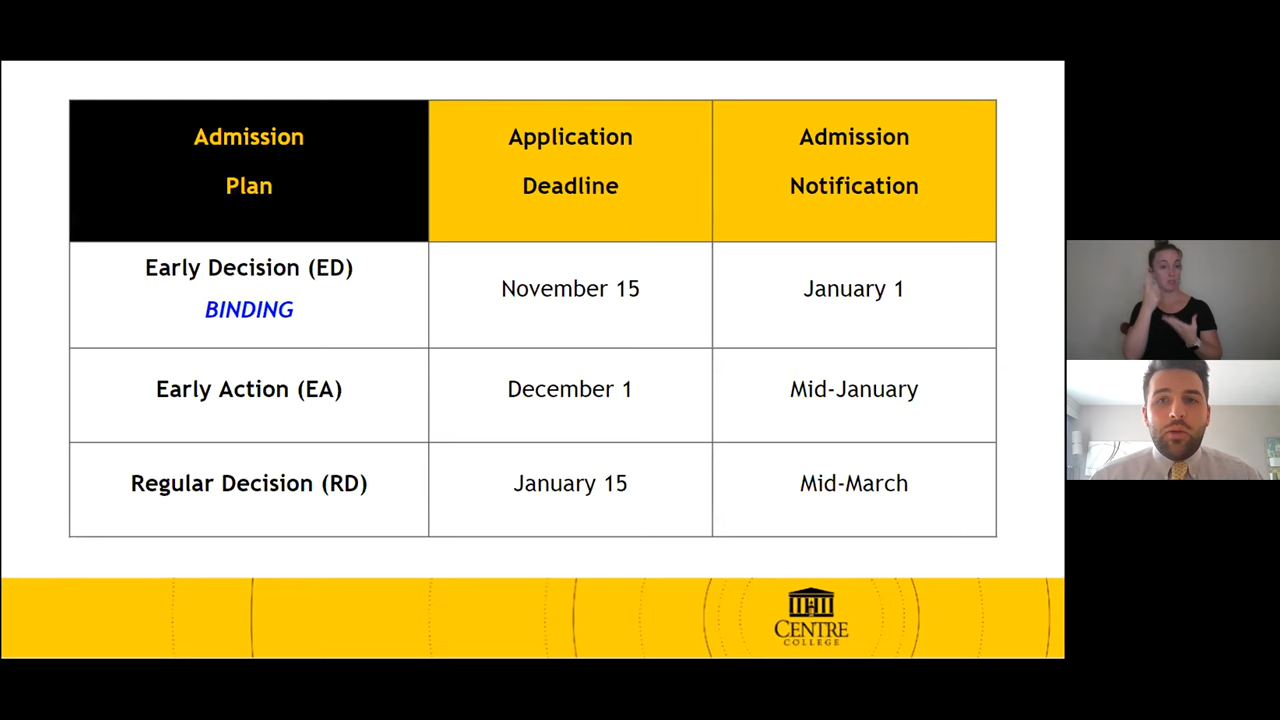 Admission
Plan
Application
Deadline
Admission
Notification
Early Decision (ED)
BINDING
November 15
January 1
Early Action (EA)
December 1
Mid-January
Regular Decision (RD)
January 15
Mid-March
CENTRE
COLLEGE